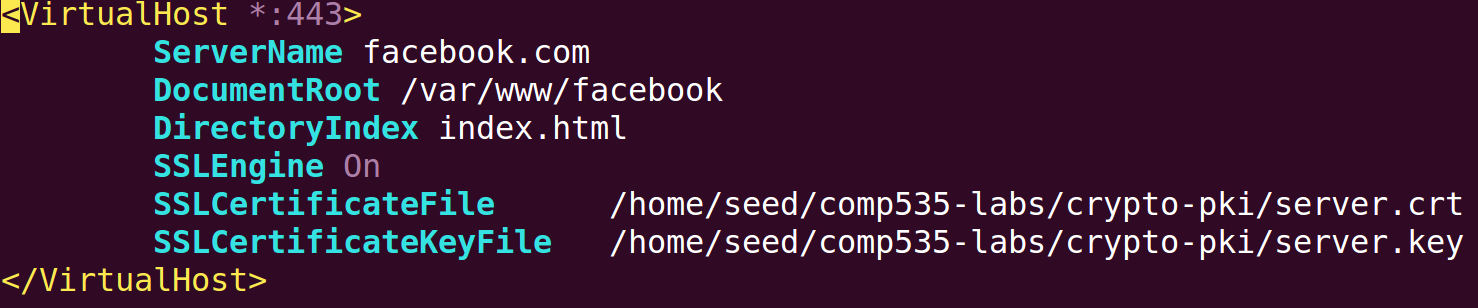 <VirtualHost *:443>
ServerName facebook.com
DocumentRoot /var/www/facebook
DirectoryIndex index.html
SSLEngine On
SSLCertificateFile /home/seed/comp535-labs/crypto-pki/server.crt
SSLCertificateKeyFile /home/seed/comp535-labs/crypto-pki/server.key
</VirtualHost>